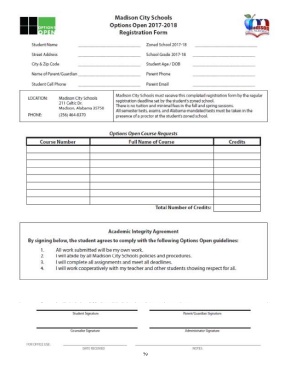 OPTIONS
OPEN
Madison City Schools
Options Open 2017-2018
Registration Form
Student Name
Zoned School 2017-18
Street Address
School Grade 2017-18
City & Zip Code
Student Age / DOB
Name of Parent/Guardian
Parent Phone
Student Cell Phone
Parent Email
LOCATION:
Madison City Schools
211 Celtic Dr.
Madison, Alabama 35758
PHONE:
(256) 464-8370
Madison City Schools must receive this completed registration form by the regular
registration deadline set by the student's zoned school.
There is no tuition and enrollment in the fall and spring sessions.
All semester tests, exams, and Alabama mandated tests must be taken in the
presence of a proctor at the student's zoned school.
Options Open Course Requests
Course Number
Full Name of Course
Credits
Total Number of Credits:
Academic Integrity Agreement
By signing below, the student agrees to comply with the following Options Open guidelines:
1. All work submitted will be my own work.
2. I will abide by all Madison City Schools policies and procedures.
3. I will complete all assignments and meet all deadlines.
4. I will work cooperatively with my teacher and other students showing respect for all.
Student Signature
Parent/Guardian Signature
Counselor Signature
Administrator Signature
FOR OFFICE USE:
DATE RECEIVED
NOTES